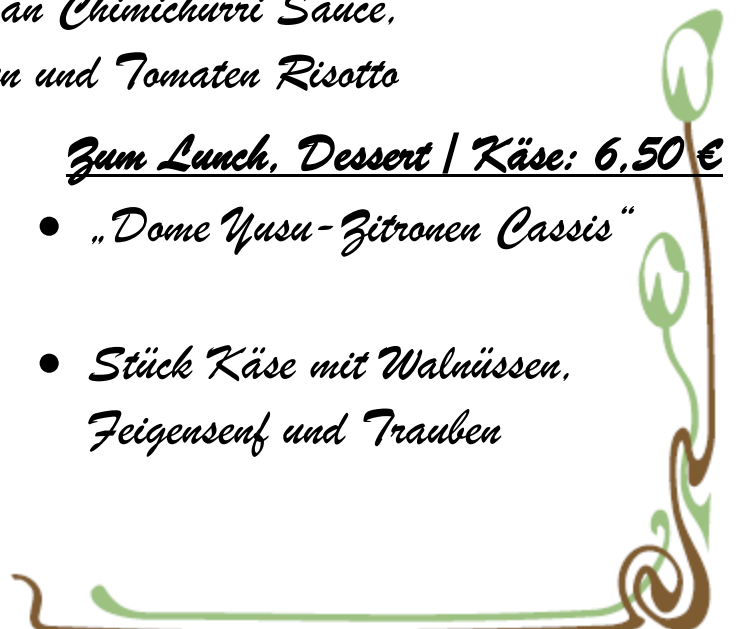 an Chimichurri Sauce,
n und Tomaten Risotto
Zum Lunch, Dessert | Käse: 6,50 €
• „Dome Yusu-Zitronen Cassis“
• Stück Käse mit Walnüssen,
Feigensenf und Trauben